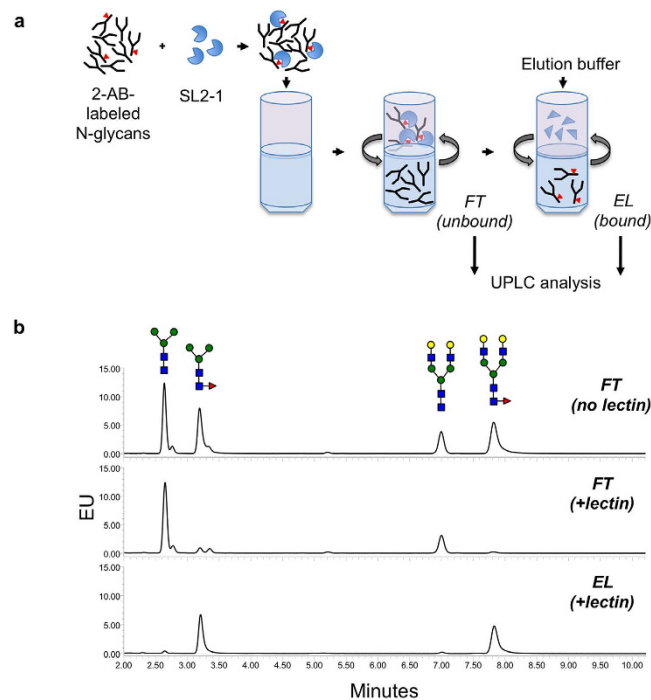 a
2-AB-
labeled
N-glycans
+
SL2-1
Elution buffer
FT
(unbound)
EL
(bound)
UPLC analysis
b
15.00
10.00
5.00
0.00
FT
(no lectin)
15.00
10.00
5.00
0.00
FT
(+lectin)
15.00
10.00
5.00
0.00
EL
(+lectin)
EU
2.00 2.50 3.00 3.50 4.00 4.50 5.00 5.50 6.00 6.50 7.00 7.50 8.00 8.50 9.00 9.50 10.00
Minutes